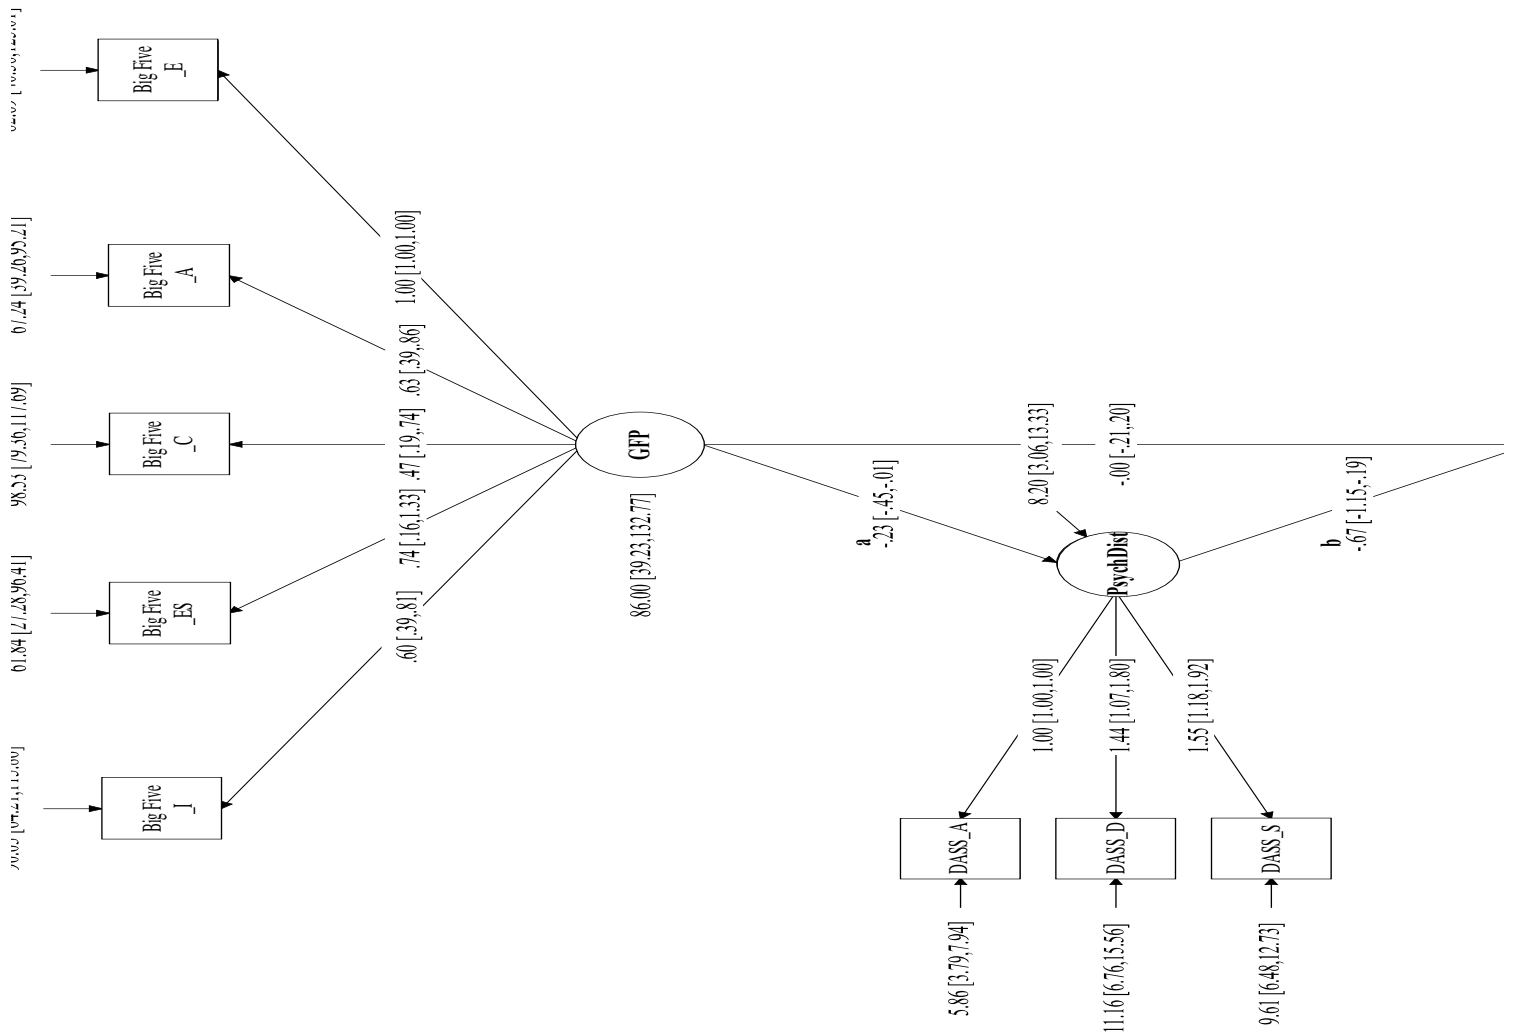 Big Five
_E
Big Five
_A
Big Five
_C
Big Five
_ES
Big Five
_I
1.00 [1.00,1.00]
.63 [.39,.86]
.47 [.19,.74]
.74 [.16,1.33]
.60 [.39,.81]
GFP
86.00 [39.23,132.77]
a
-.23 [-.45,-.01]
8.20 [3.06,13.33]
-.00 [-.21,.20]
PsychDist
b
-.67 [-1.15,-.19]
1.00 [1.00,1.00]
1.44 [1.07,1.80]
1.55 [1.18,1.92]
DASS_A
DASS_D
DASS_S
5.86 [3.79,7.94]
11.16 [6.76,15.56]
9.61 [6.48,12.73]